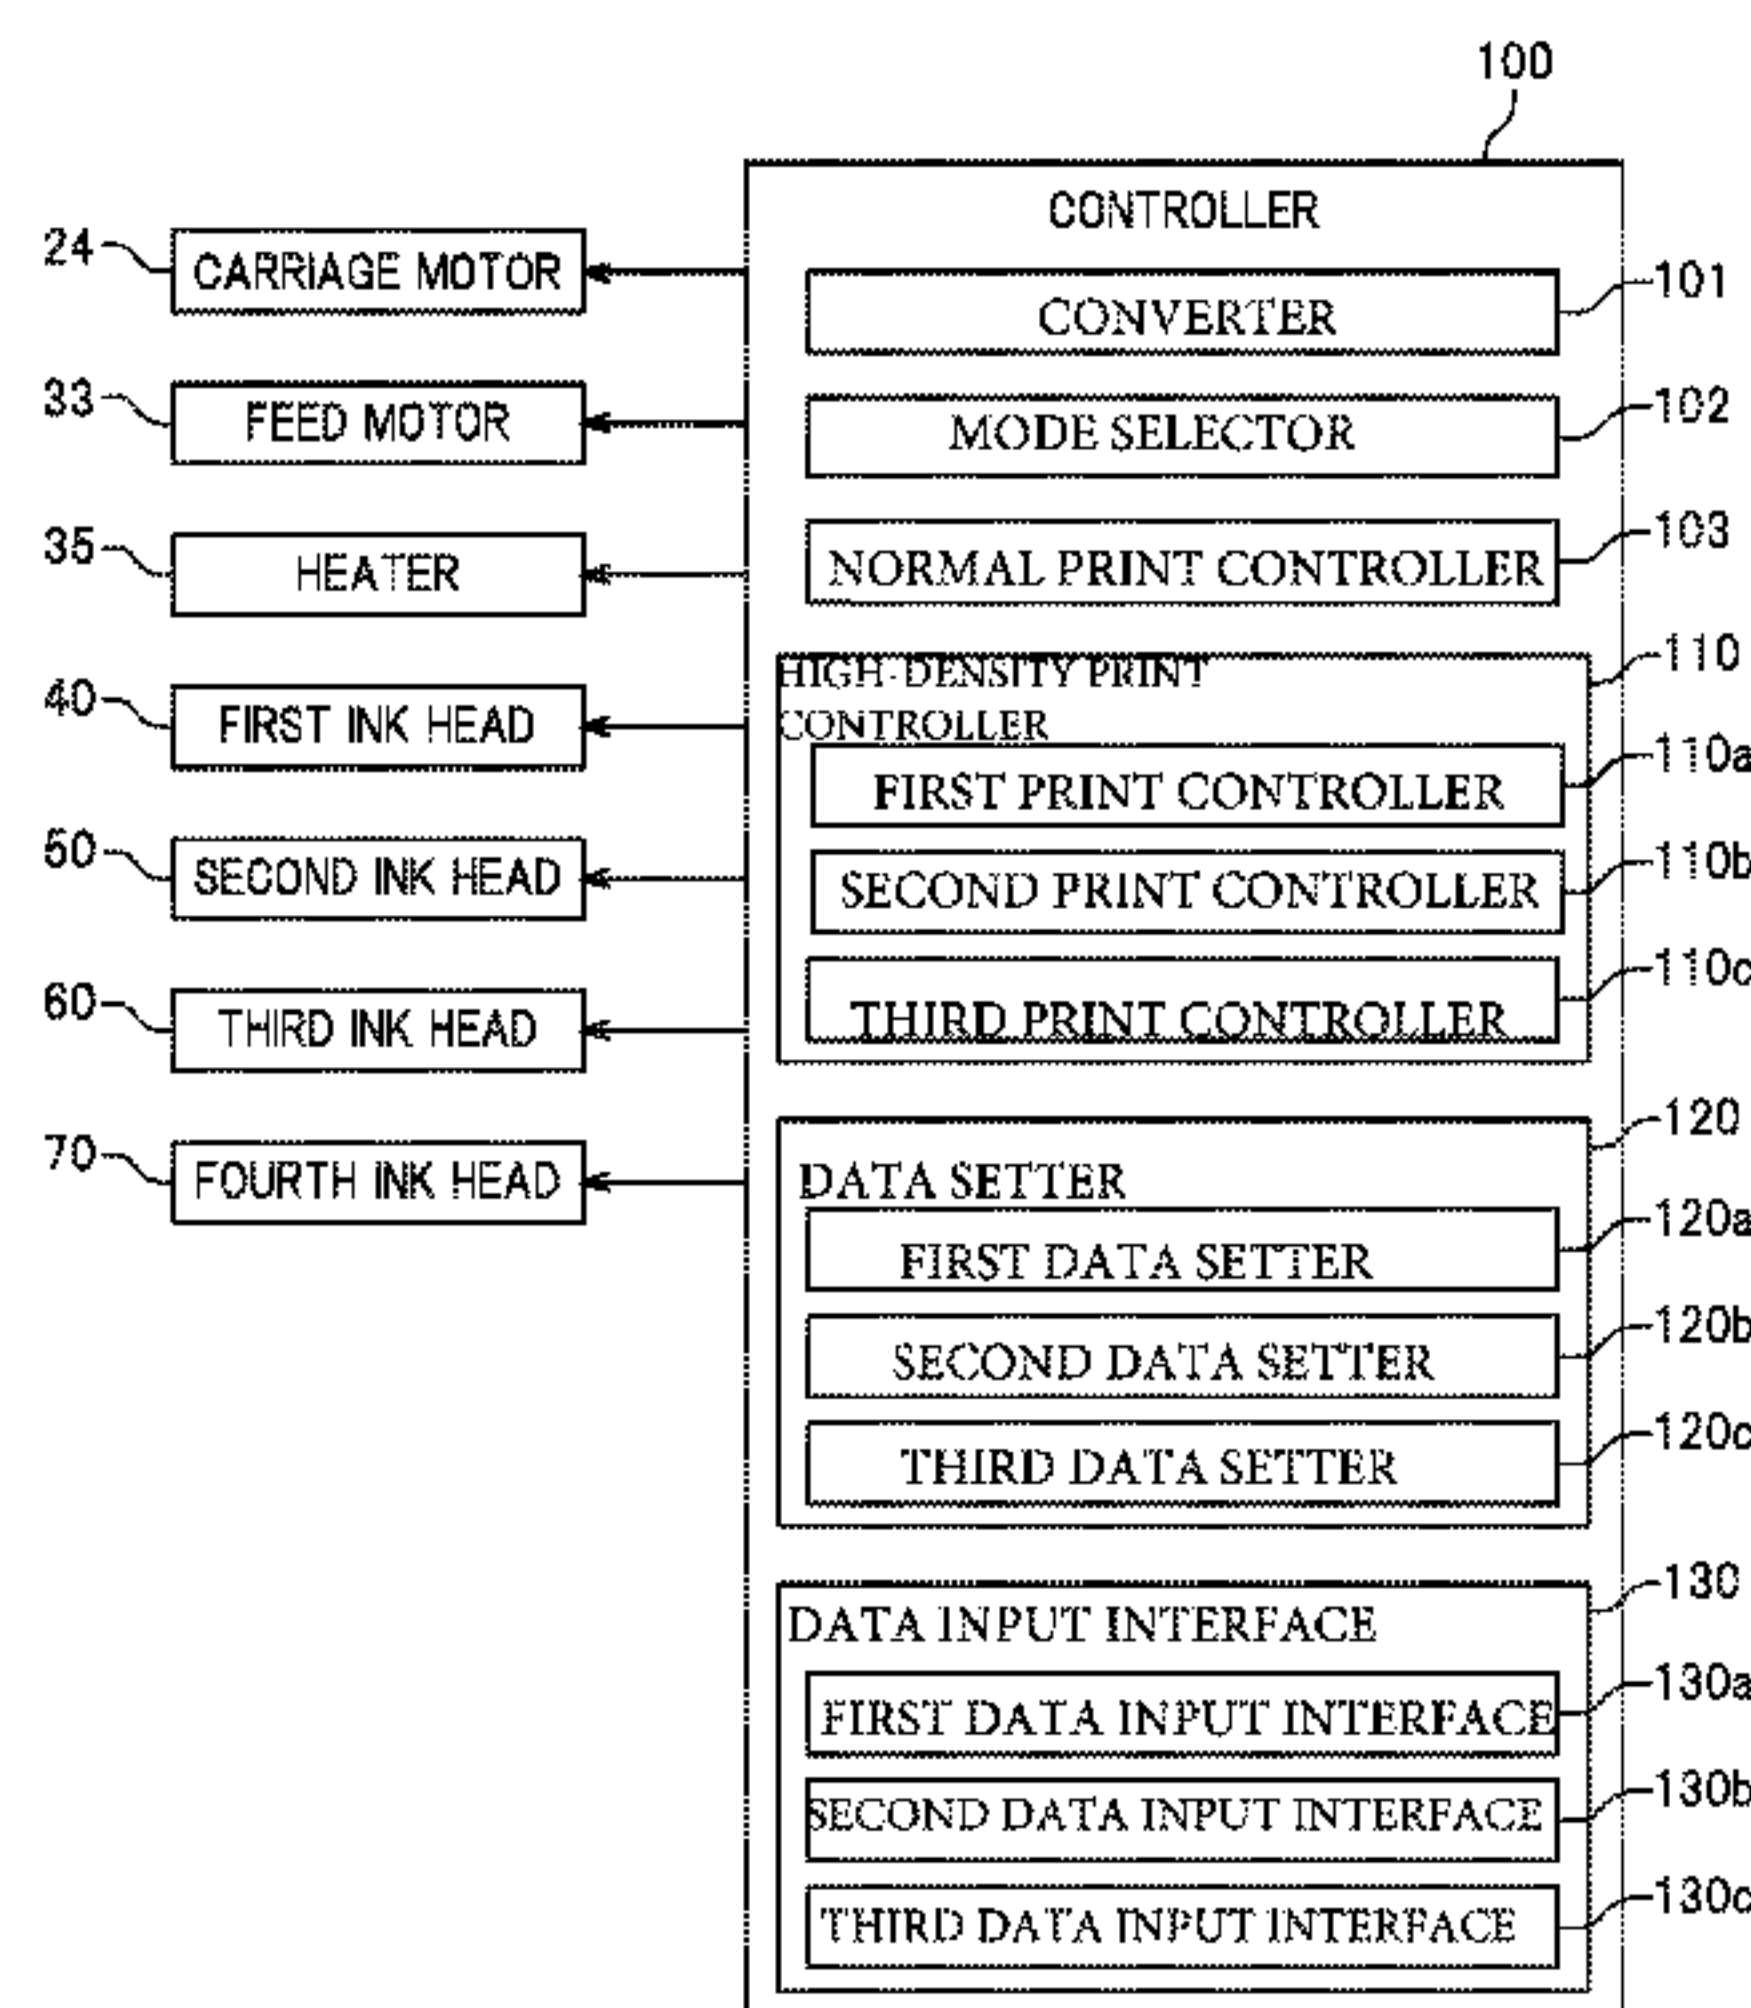 100
CONTROLLER
24 CARRIAGE MOTOR
CONVERTER 101
33 FEED MOTOR
MODE SELECTOR 102
35 HEATER
NORMAL PRINT CONTROLLER 103
HIGH-DENSITY PRINT 110
CONTROLLER
40 FIRST INK HEAD
FIRST PRINT CONTROLLER 110a
50 SECOND INK HEAD
SECOND PRINT CONTROLLER 110b
60 THIRD INK HEAD
THIRD PRINT CONTROLLER 110c
70 FOURTH INK HEAD
DATA SETTER 120
FIRST DATA SETTER 120a
SECOND DATA SETTER 120b
THIRD DATA SETTER 120c
DATA INPUT INTERFACE 130
FIRST DATA INPUT INTERFACE 130a
SECOND DATA INPUT INTERFACE 130b
THIRD DATA INPUT INTERFACE 130c